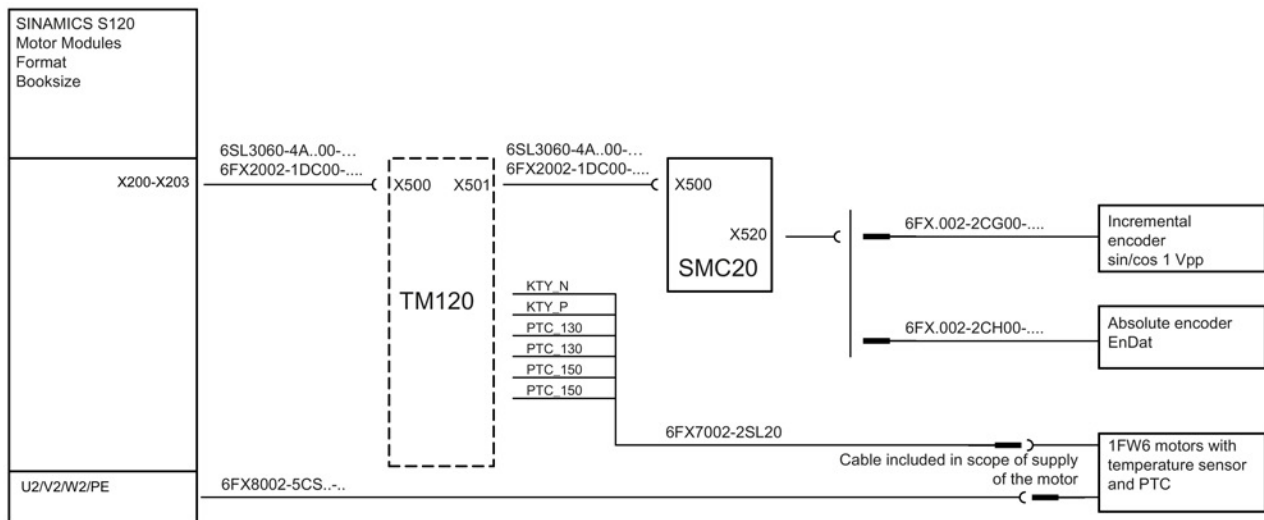 SINAMICS S120
Motor Modules
Format
Booksize
6SL3060-4A..00-...
6FX2002-1DC00-....
X200-X203
X500
X501
TM120
6SL3060-4A..00-...
6FX2002-1DC00-....
X500
X520
SMC20
6FX.002-2CG00-....
Incremental
encoder
sin/cos 1 Vpp
6FX.002-2CH00-....
Absolute encoder
EnDat
KTY_N
KTY_P
PTC_130
PTC_130
PTC_150
PTC_150
6FX7002-2SL20
Cable included in scope of supply
of the motor
1FW6 motors with
temperature sensor
and PTC
U2/V2/W2/PE
6FX8002-5CS..-..